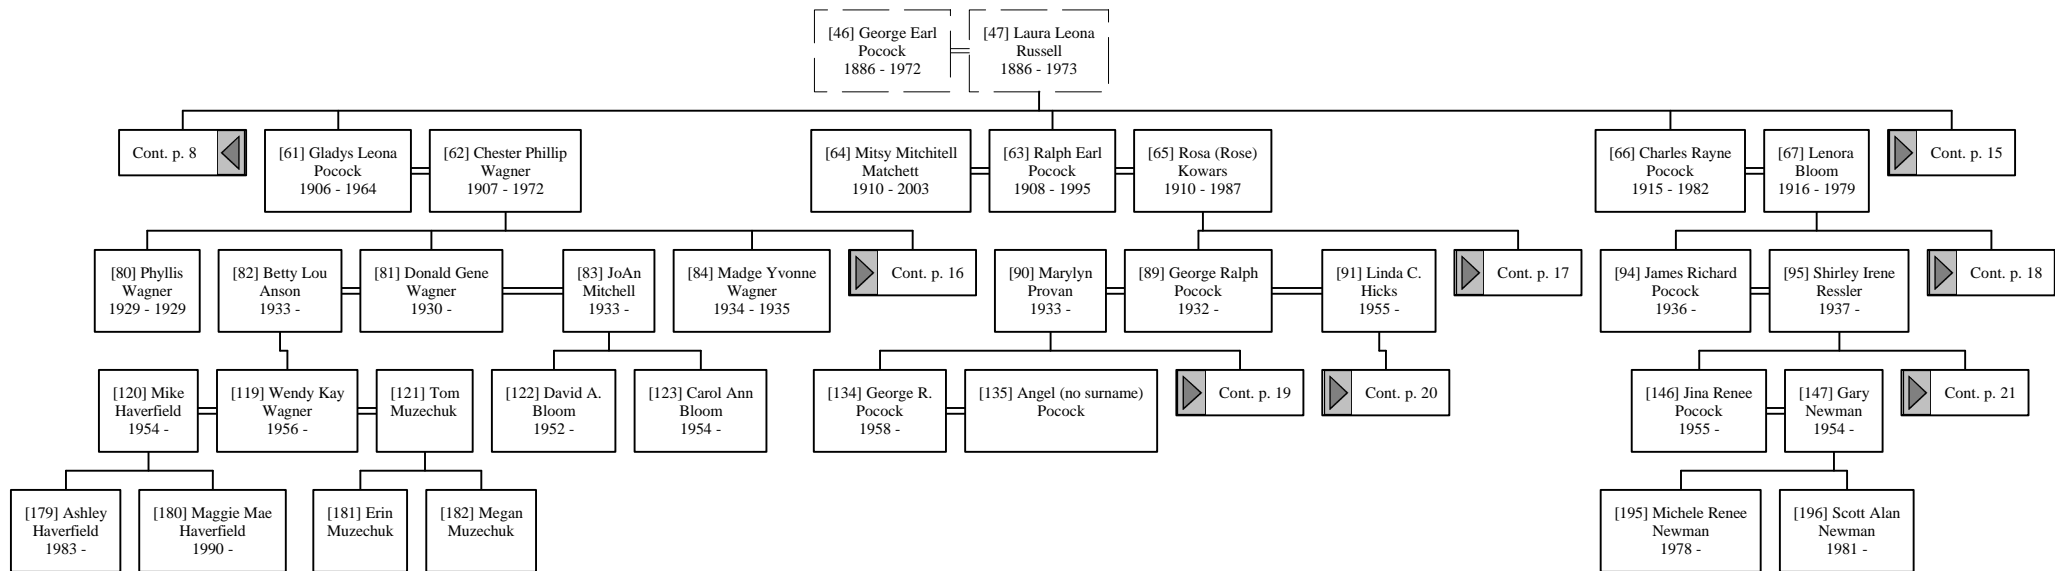 [46] George Earl
Pocock
1886 - 1972
[47] Laura Leona
Russell
1886 - 1973
Cont. p. 8
[61] Gladys Leona
Pocock
1906 - 1964
[62] Chester Phillip
Wagner
1907 - 1972
[64] Mitsy Mitchitell
Matchett
1910 - 2003
[63] Ralph Earl
Pocock
1908 - 1995
[65] Rosa (Rose)
Kowars
1910 - 1987
[66] Charles Rayne
Pocock
1915 - 1982
[67] Lenora
Bloom
1916 - 1979
Cont. p. 15
[80] Phyllis
Wagner
1929 - 1929
[82] Betty Lou
Anson
1933 -
[81] Donald Gene
Wagner
1930 -
[83] JoAn
Mitchell
1933 -
[84] Madge Yvonne
Wagner
1934 - 1935
Cont. p. 16
[90] Marylyn
Provan
1933 -
[89] George Ralph
Pocock
1932 -
[91] Linda C.
Hicks
1955 -
Cont. p. 17
[94] James Richard
Pocock
1936 -
[95] Shirley Irene
Ressler
1937 -
Cont. p. 18
[120] Mike
Haverfield
1954 -
[119] Wendy Kay
Wagner
1956 -
[121] Tom
Muzechuk
[122] David A.
Bloom
1952 -
[123] Carol Ann
Bloom
1954 -
[134] George R.
Pocock
1958 -
[135] Angel (no surname)
Pocock
Cont. p. 19
Cont. p. 20
[146] Jina Renee
Pocock
1955 -
[147] Gary
Newman
1954 -
Cont. p. 21
[179] Ashley
Haverfield
1983 -
[180] Maggie Mae
Haverfield
1990 -
[181] Erin
Muzechuk
[182] Megan
Muzechuk
[195] Michele Renee
Newman
1978 -
[196] Scott Alan
Newman
1981 -